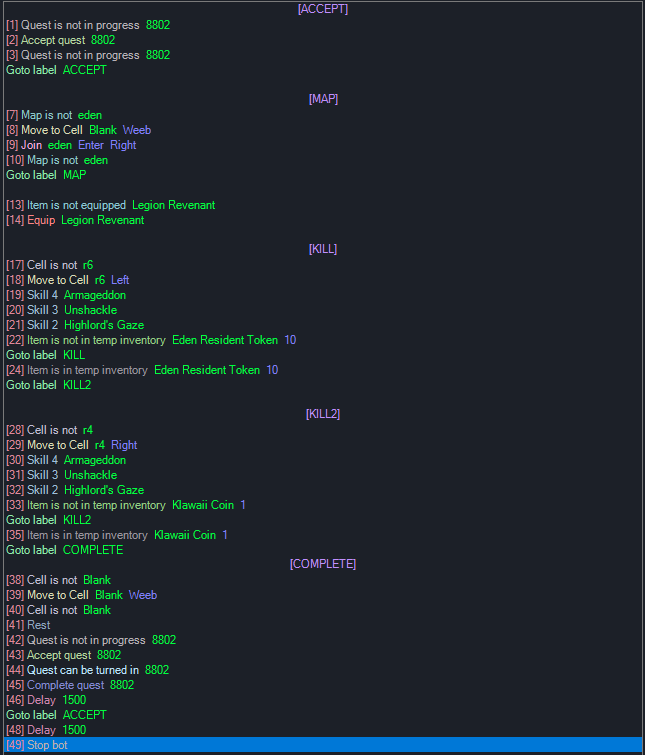 [ACCEPT]
[1] Quest is not in progress 8802
[2] Accept quest 8802
[3] Quest is not in progress 8802
Goto label ACCEPT
[MAP]
[7] Map is not eden
[8] Move to Cell Blank Weeb
[9] Join eden Enter Right
[10] Map is not eden
Goto label MAP
[13] Item is not equipped Legion Revenant
[14] Equip Legion Revenant
[KILL]
[17] Cell is not r6
[18] Move to Cell r6 Left
[19] Skill 4 Armageddon
[20] Skill 3 Unshackle
[21] Skill 2 Highlord's Gaze
[22] Item is not in temp inventory Eden Resident Token 10
Goto label KILL
[24] Item is in temp inventory Eden Resident Token 10
Goto label KILL2
[KILL2]
[28] Cell is not r4
[29] Move to Cell r4 Right
[30] Skill 4 Armageddon
[31] Skill 3 Unshackle
[32] Skill 2 Highlord's Gaze
[33] Item is not in temp inventory Klawaii Coin 1
Goto label KILL2
[35] Item is in temp inventory Klawaii Coin 1
Goto label COMPLETE
[COMPLETE]
[38] Cell is not Blank
[39] Move to Cell Blank Weeb
[40] Cell is not Blank
[41] Rest
[42] Quest is not in progress 8802
[43] Accept quest 8802
[44] Quest can be turned in 8802
[45] Complete quest 8802
[46] Delay 1500
Goto label ACCEPT
[48] Delay 1500
[49] Stop bot